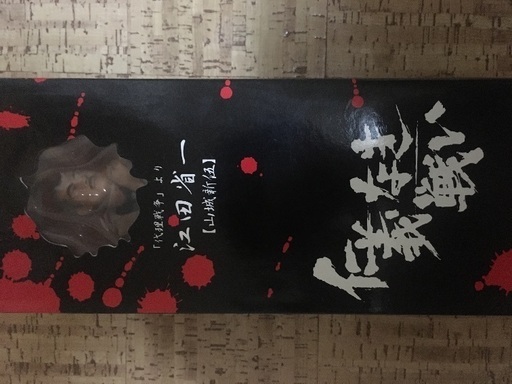 仁義なき
戦い
「代理戦争」より
江田省一
【山城新伍】